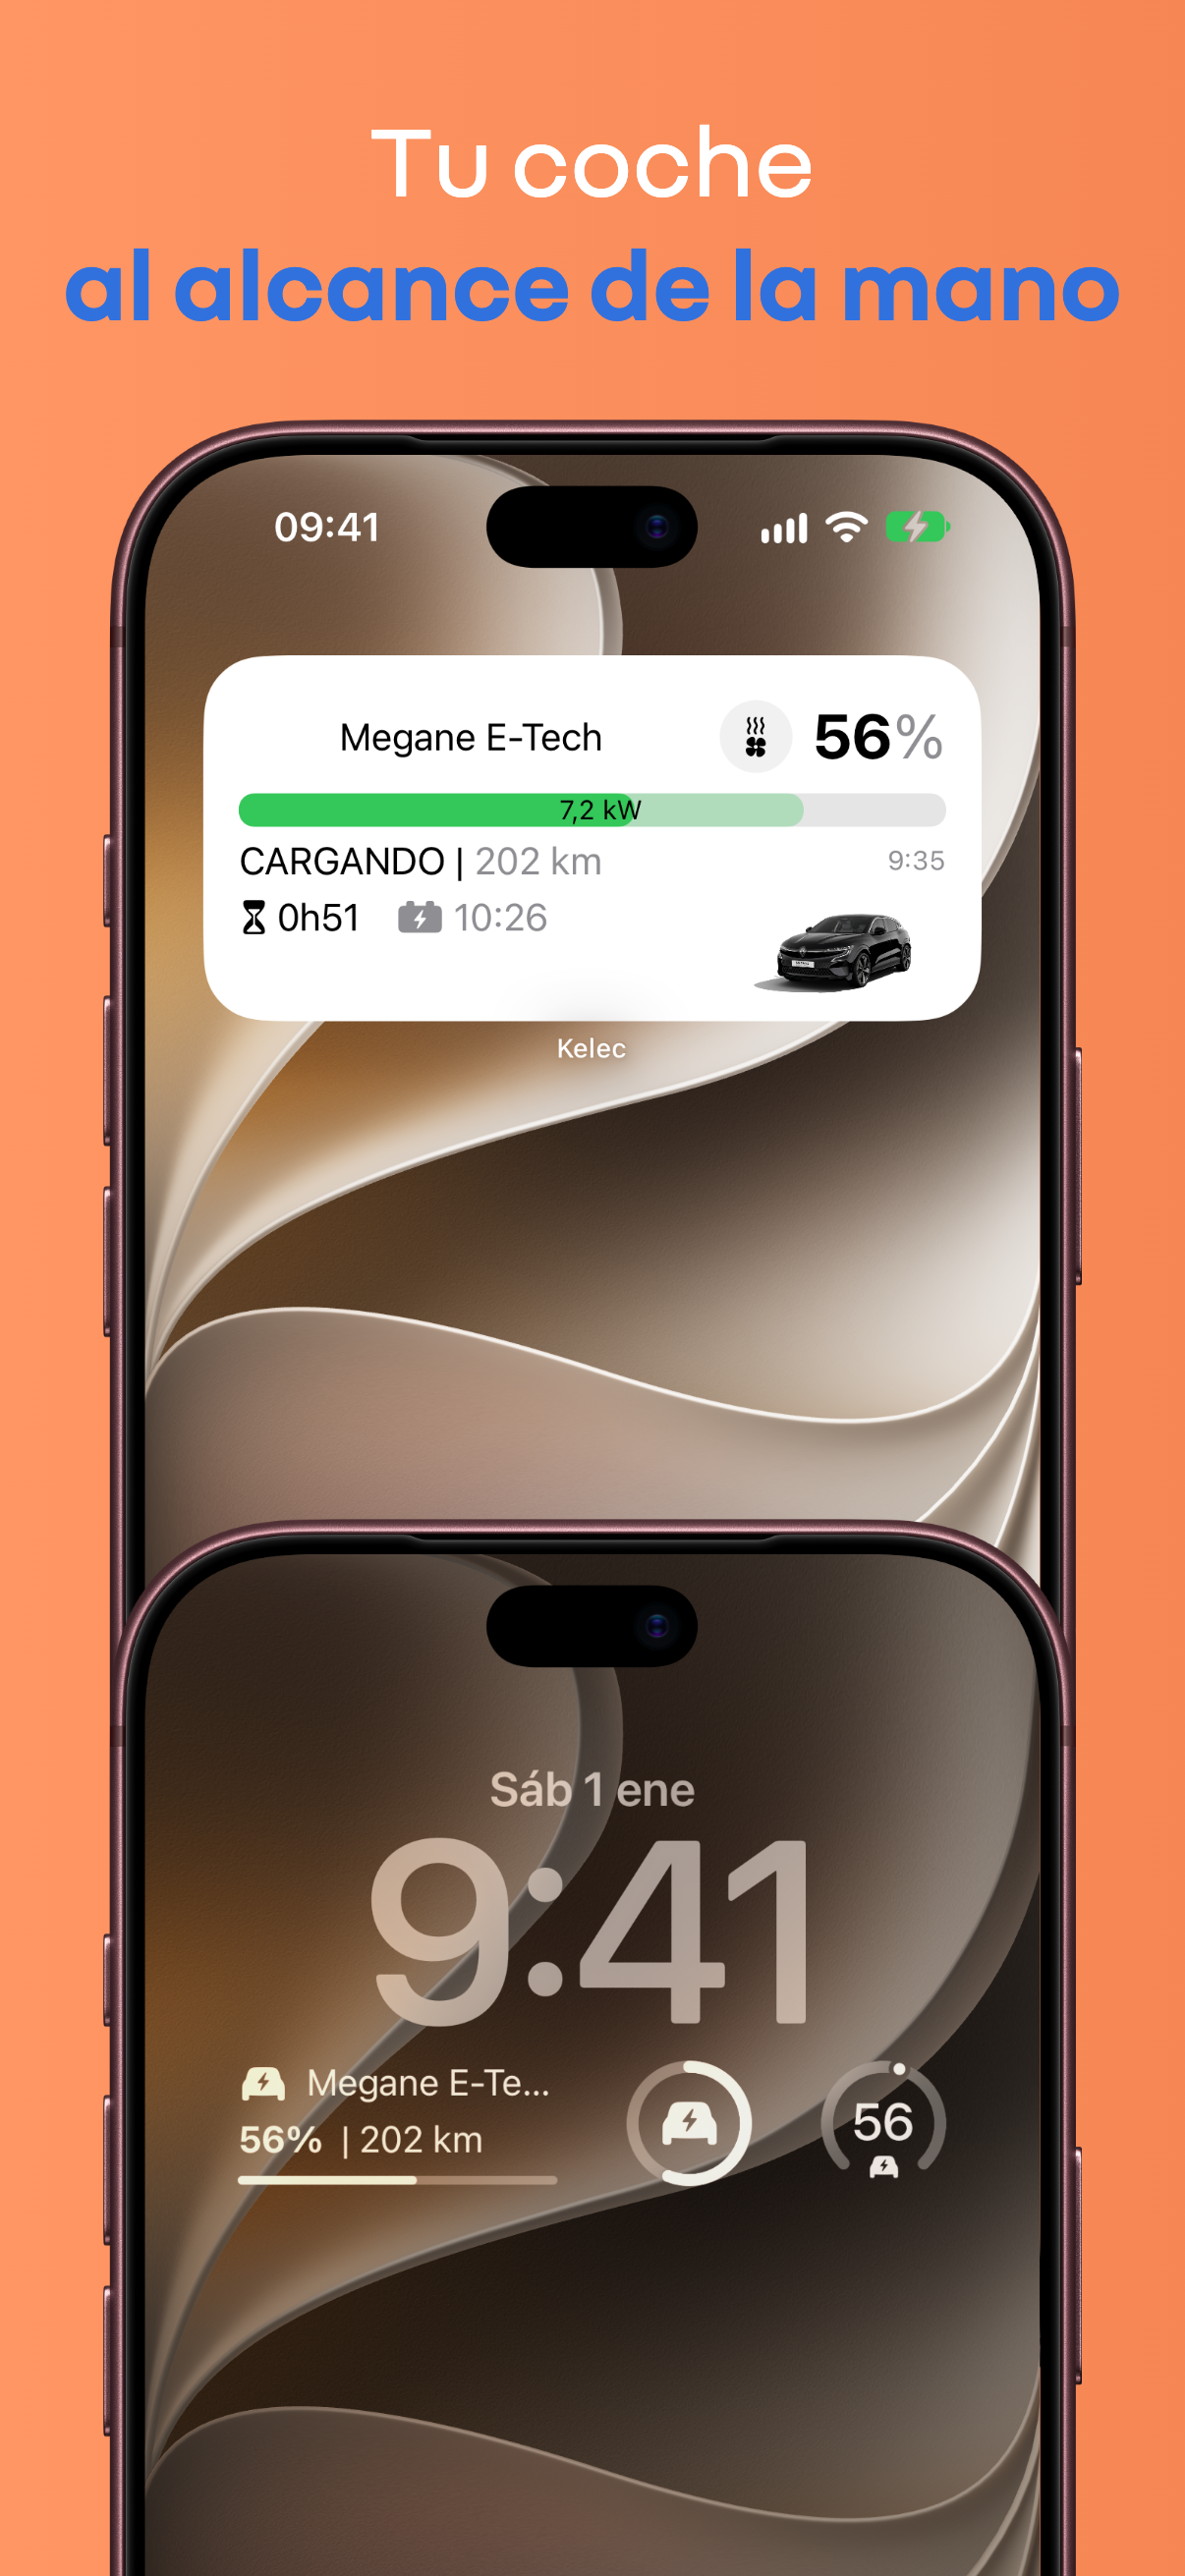 Tu coche
al alcance de la mano
09:41
Megane E-Tech
56%
7,2 kW
CARGANDO | 202 km
9:35
0h51
10:26
Kelec
Sáb 1 ene
9:41
Megane E-Te...
56% | 202 km
56